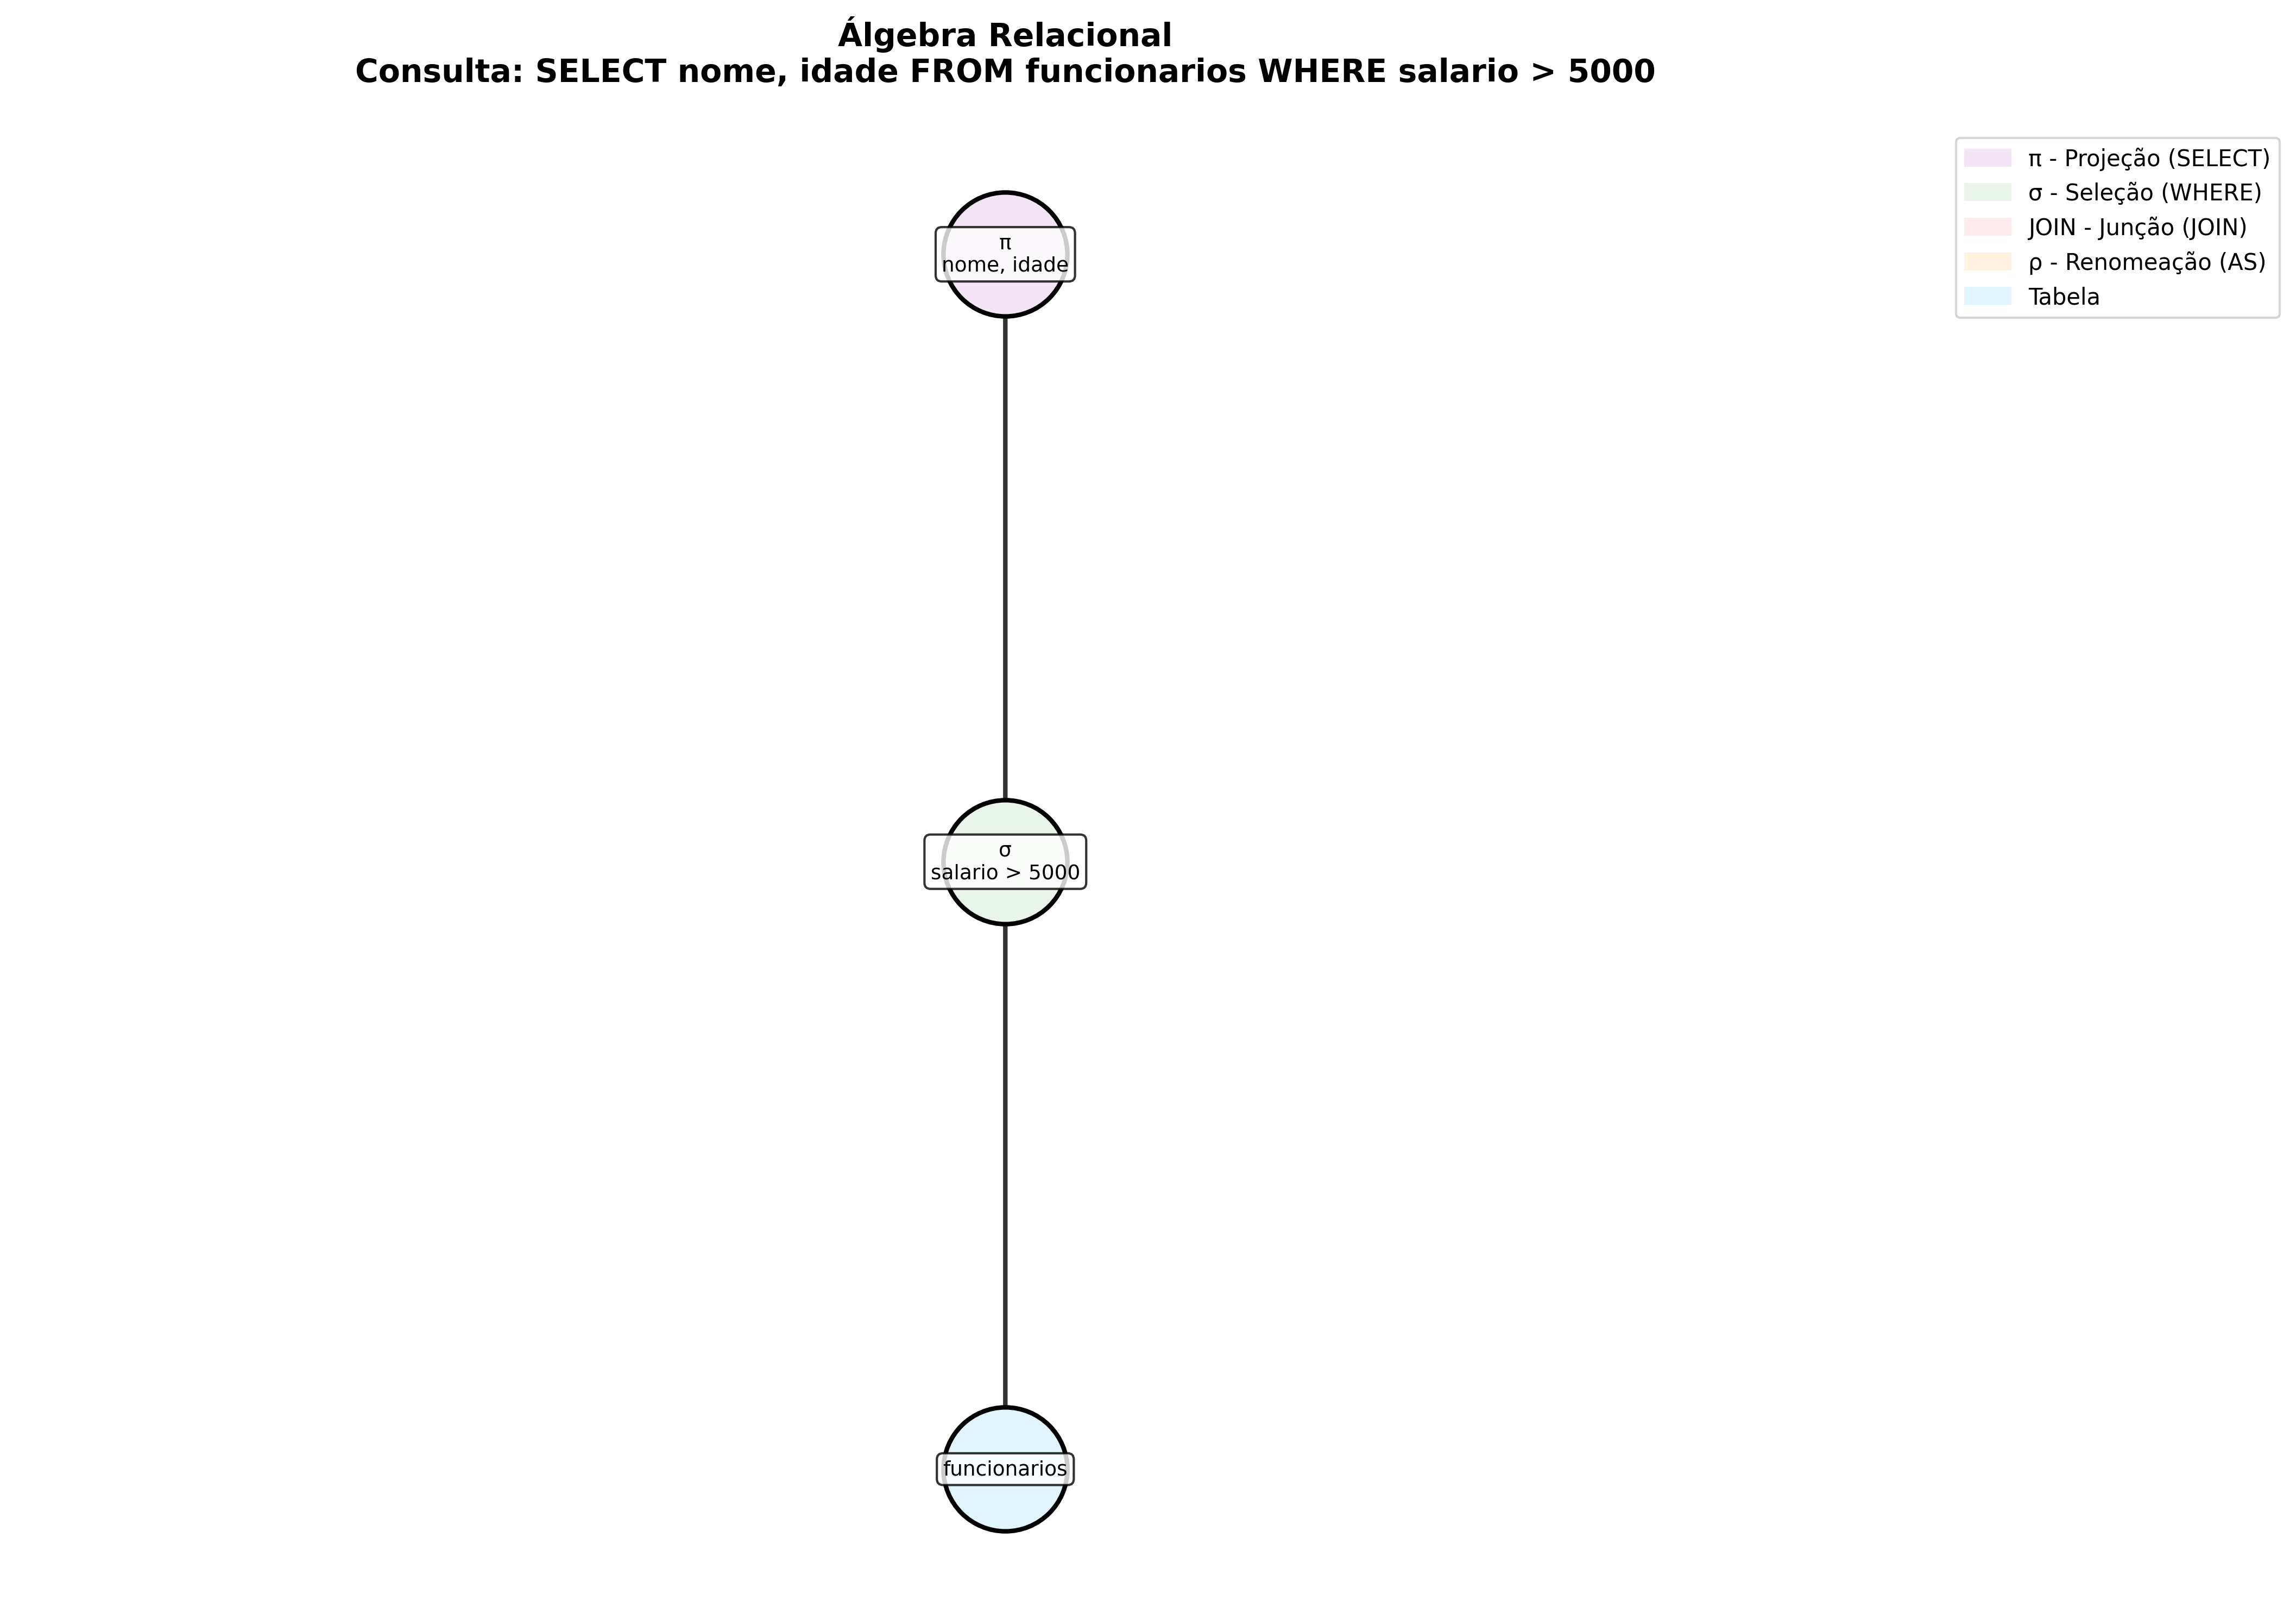 Álgebra Relacional
Consulta: SELECT nome, idade FROM funcionarios WHERE salario > 5000
π - Projeção (SELECT)
σ - Seleção (WHERE)
JOIN - Junção (JOIN)
ρ - Renomeação (AS)
Tabela
π
nome, idade
σ
salario > 5000
funcionarios